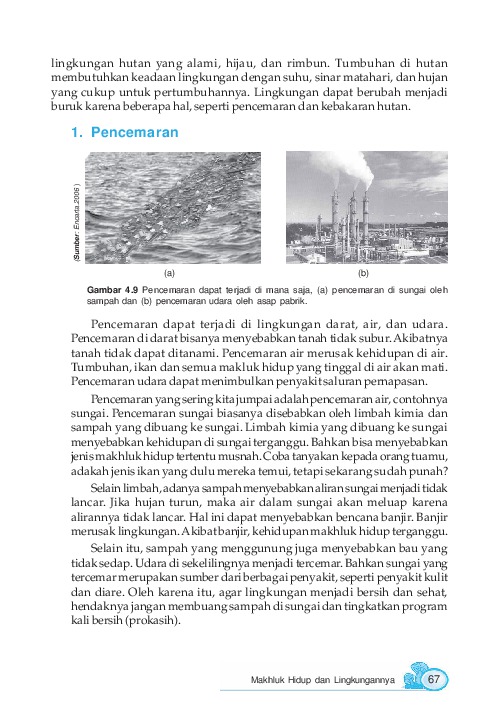 lingkungan hutan yang alami, hijau, dan rimbun. Tumbuhan di hutan
membutuhkan keadaan lingkungan dengan suhu, sinar matahari, dan hujan
yang cukup untuk pertumbuhannya. Lingkungan dapat berubah menjadi
buruk karena beberapa hal, seperti pencemaran dan kebakaran hutan.
1. Pencemaran
(Sumber: Encarta.2006)
(a)
(b)
Gambar 4.9 Pencemaran dapat terjadi di mana saja, (a) pencemaran di sungai oleh
sampah dan (b) pencemaran udara oleh asap pabrik.
Pencemaran dapat terjadi di lingkungan darat, air, dan udara.
Pencemaran di darat bisanya menyebabkan tanah tidak subur. Akibatnya
tanah tidak dapat ditanami. Pencemaran air merusak kehidupan di air.
Tumbuhan, ikan dan semua makluk hidup yang tinggal di air akan mati.
Pencemaran udara dapat menimbulkan penyakit saluran pernapasan.
Pencemaran yang sering kita jumpai adalah pencemaran air, contohnya
sungai. Pencemaran sungai biasanya disebabkan oleh limbah kimia dan
sampah yang dibuang ke sungai. Limbah kimia yang dibuang ke sungai
menyebabkan kehidupan di sungai terganggu. Bahkan bisa menyebabkan
jenis makhluk hidup tertentu musnah. Coba tanyakan kepada orang tuamu,
adakah jenis ikan yang dulu mereka temui, tetapi sekarang sudah punah?
Selain limbah, adanya sampah menyebabkan aliran sungai menjadi tidak
lancar. Jika hujan turun, maka air dalam sungai akan meluap karena
alirannya tidak lancar. Hal ini dapat menyebabkan bencana banjir. Banjir
merusak lingkungan. Akibat banjir, kehidupan makhluk hidup terganggu.
Selain itu, sampah yang menggunung juga menyebabkan bau yang
tidak sedap. Udara di sekelilingnya menjadi tercemar. Bahkan sungai yang
tercemar merupakan sumber dari berbagai penyakit, seperti penyakit kulit
dan diare. Oleh karena itu, agar lingkungan menjadi bersih dan sehat,
hendaknya jangan membuang sampah di sungai dan tingkatkan program
kali bersih (prokasih).
Makhluk Hidup dan Lingkungannya
67